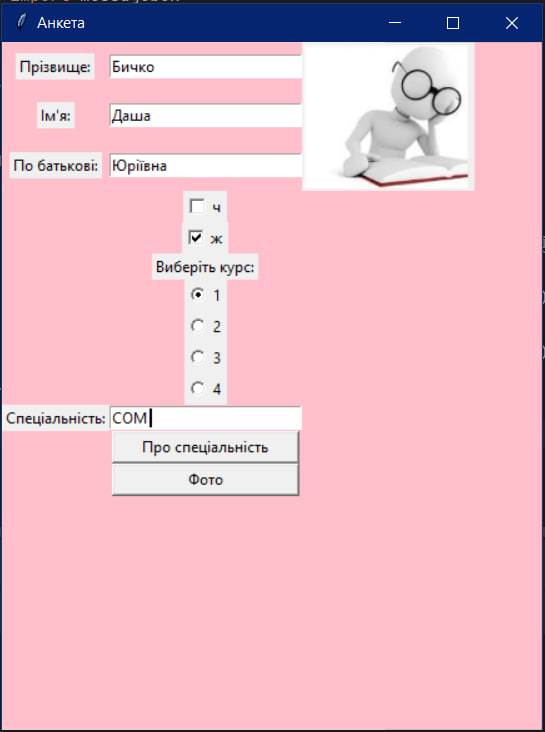 Анкета
Прізвище: Бичко
Ім'я: Даша
По батькові: Юріївна
ч
ж
Виберіть курс:
1
2
3
4
Спеціальність: СОМ
Про спеціальність
Фото